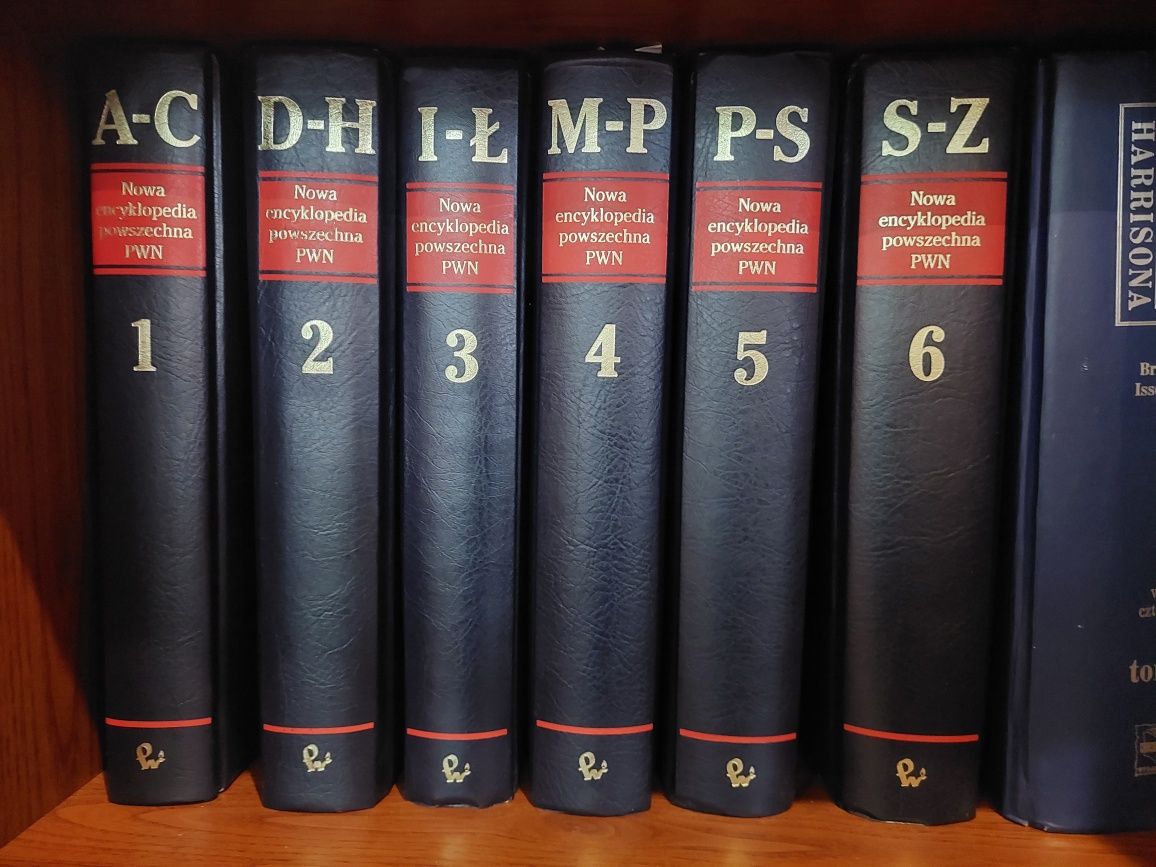 A-C
Nowa
encyklopedia
powszechna
PWN
1
D-H
Nowa
encyklopedia
powszechna
PWN
2
I-Ł
Nowa
encyklopedia
powszechna
PWN
3
M-P
Nowa
encyklopedia
powszechna
PWN
4
P-S
Nowa
encyklopedia
powszechna
PWN
5
S-Z
Nowa
encyklopedia
powszechna
PWN
6
HARRISONA